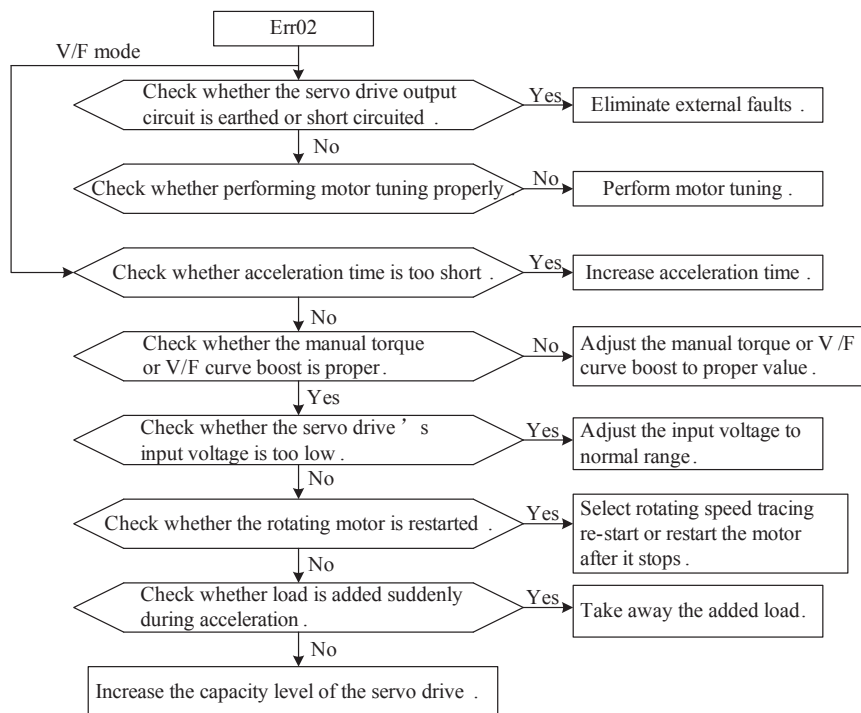 Err02
V/F mode
Check whether the servo drive output
circuit is earthed or short circuited .
Yes
Eliminate external faults .
No
Check whether performing motor tuning properly.
No
Perform motor tuning .
Check whether acceleration time is too short .
Yes
Increase acceleration time .
No
Check whether the manual torque
or V/F curve boost is proper.
No
Adjust the manual torque or V /F
curve boost to proper value .
Yes
Check whether the servo drive ’ s
input voltage is too low .
Yes
Adjust the input voltage to
normal range .
No
Check whether the rotating motor is restarted .
Yes
Select rotating speed tracing
re-start or restart the motor
after it stops .
No
Check whether load is added suddenly
during acceleration .
Yes
Take away the added load .
No
Increase the capacity level of the servo drive .